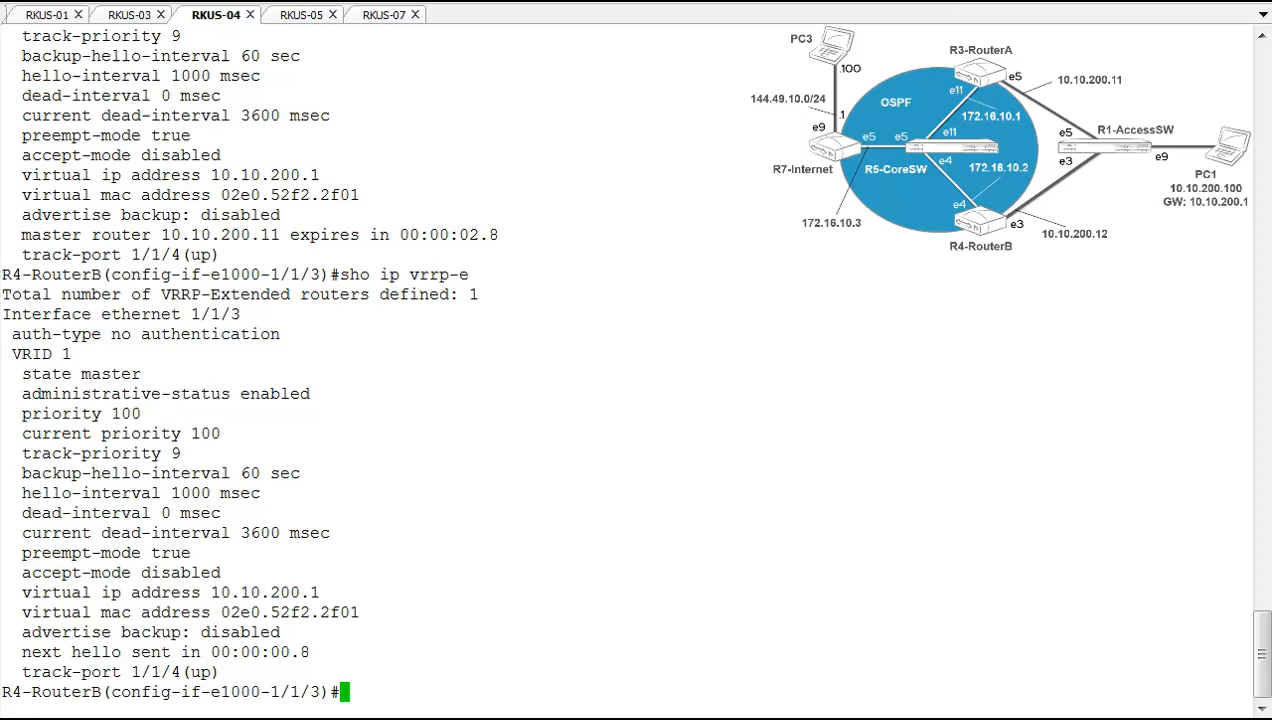 RKUS-01 X RKUS-03 X RKUS-04 X RKUS-05 X RKUS-07 X
track-priority 9
backup-hello-interval 60 sec
hello-interval 1000 msec
dead-interval 0 msec
current dead-interval 3600 msec
preempt-mode true
accept-mode disabled
virtual ip address 10.10.200.1
virtual mac address 02e0.52f2.2f01
advertise backup: disabled
master router 10.10.200.11 expires in 00:00:02.8
track-port 1/1/4(up)
R4-RouterB(config-if-e1000-1/1/3)#sho ip vrrp-e
Total number of VRRP-Extended routers defined: 1
Interface ethernet 1/1/3
auth-type no authentication
VRID 1
state master
administrative-status enabled
priority 100
current priority 100
track-priority 9
backup-hello-interval 60 sec
hello-interval 1000 msec
dead-interval 0 msec
current dead-interval 3600 msec
preempt-mode true
accept-mode disabled
virtual ip address 10.10.200.1
virtual mac address 02e0.52f2.2f01
advertise backup: disabled
next hello sent in 00:00:00.8
track-port 1/1/4(up)
R4-RouterB(config-if-e1000-1/1/3)#
PC3
.100
144.49.10.0/24
.1
e9
R7-Internet
e5
172.16.10.3
OSPF
e5
R5-CoreSW
e11
e4
R3-RouterA
e5
e11
172.16.10.1
10.10.200.11
172.16.10.2
e4
e3
R4-RouterB
10.10.200.12
R1-AccessSW
e5
e3
e9
PC1
10.10.200.100
GW: 10.10.200.1